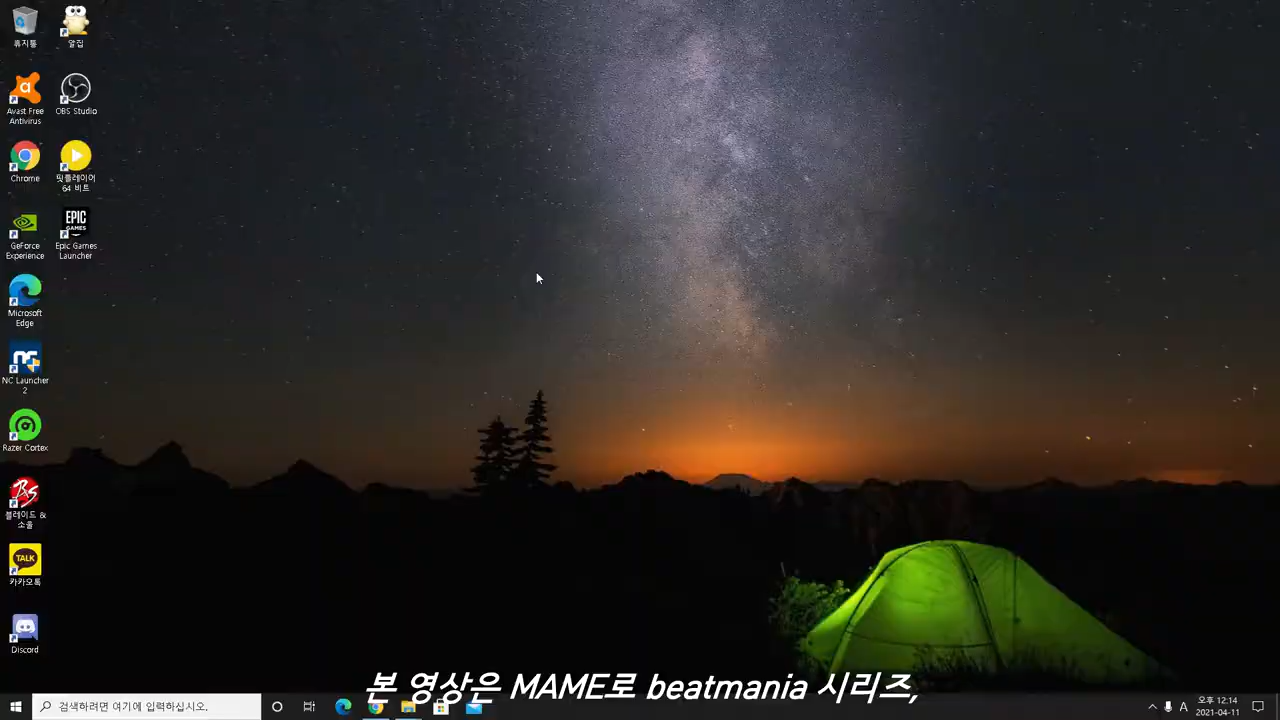 휴지통
알집
Avast Free
Antivirus
OBS Studio
Chrome
팟플레이어
64 비트
GeForce
Experience
EPIC
GAMES
Epic Games
Launcher
Microsoft
Edge
NC Launcher
2
Razer Cortex
블레이드 &
소울
TALK
카카오톡
Discord
본 영상은 MAME로 beatmania 시리즈,
검색하려면 여기에 입력하십시오.
A
오후 12:14
2021-04-11